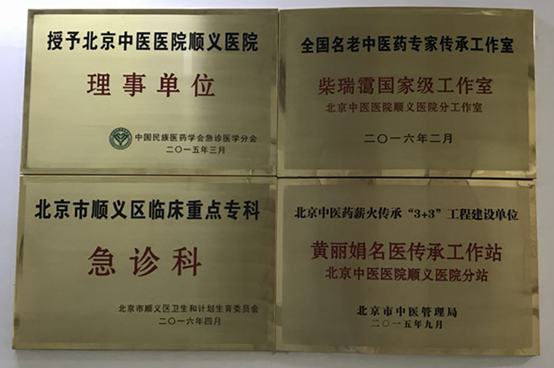 授予北京中医医院顺义医院
理事单位
中国民族医药学会急诊医学分会
二〇一五年三月
全国名老中医药专家传承工作室
柴瑞霭国家级工作室
北京中医医院顺义医院分工作室
二〇一六年二月
北京市顺义区临床重点专科
急诊科
北京市顺义区卫生和计划生育委员会
二〇一六年四月
北京中医药薪火传承“3+3”工程建设单位
黄丽娟名医传承工作站
北京中医医院顺义医院分站
北京市中医管理局
二〇一五年九月